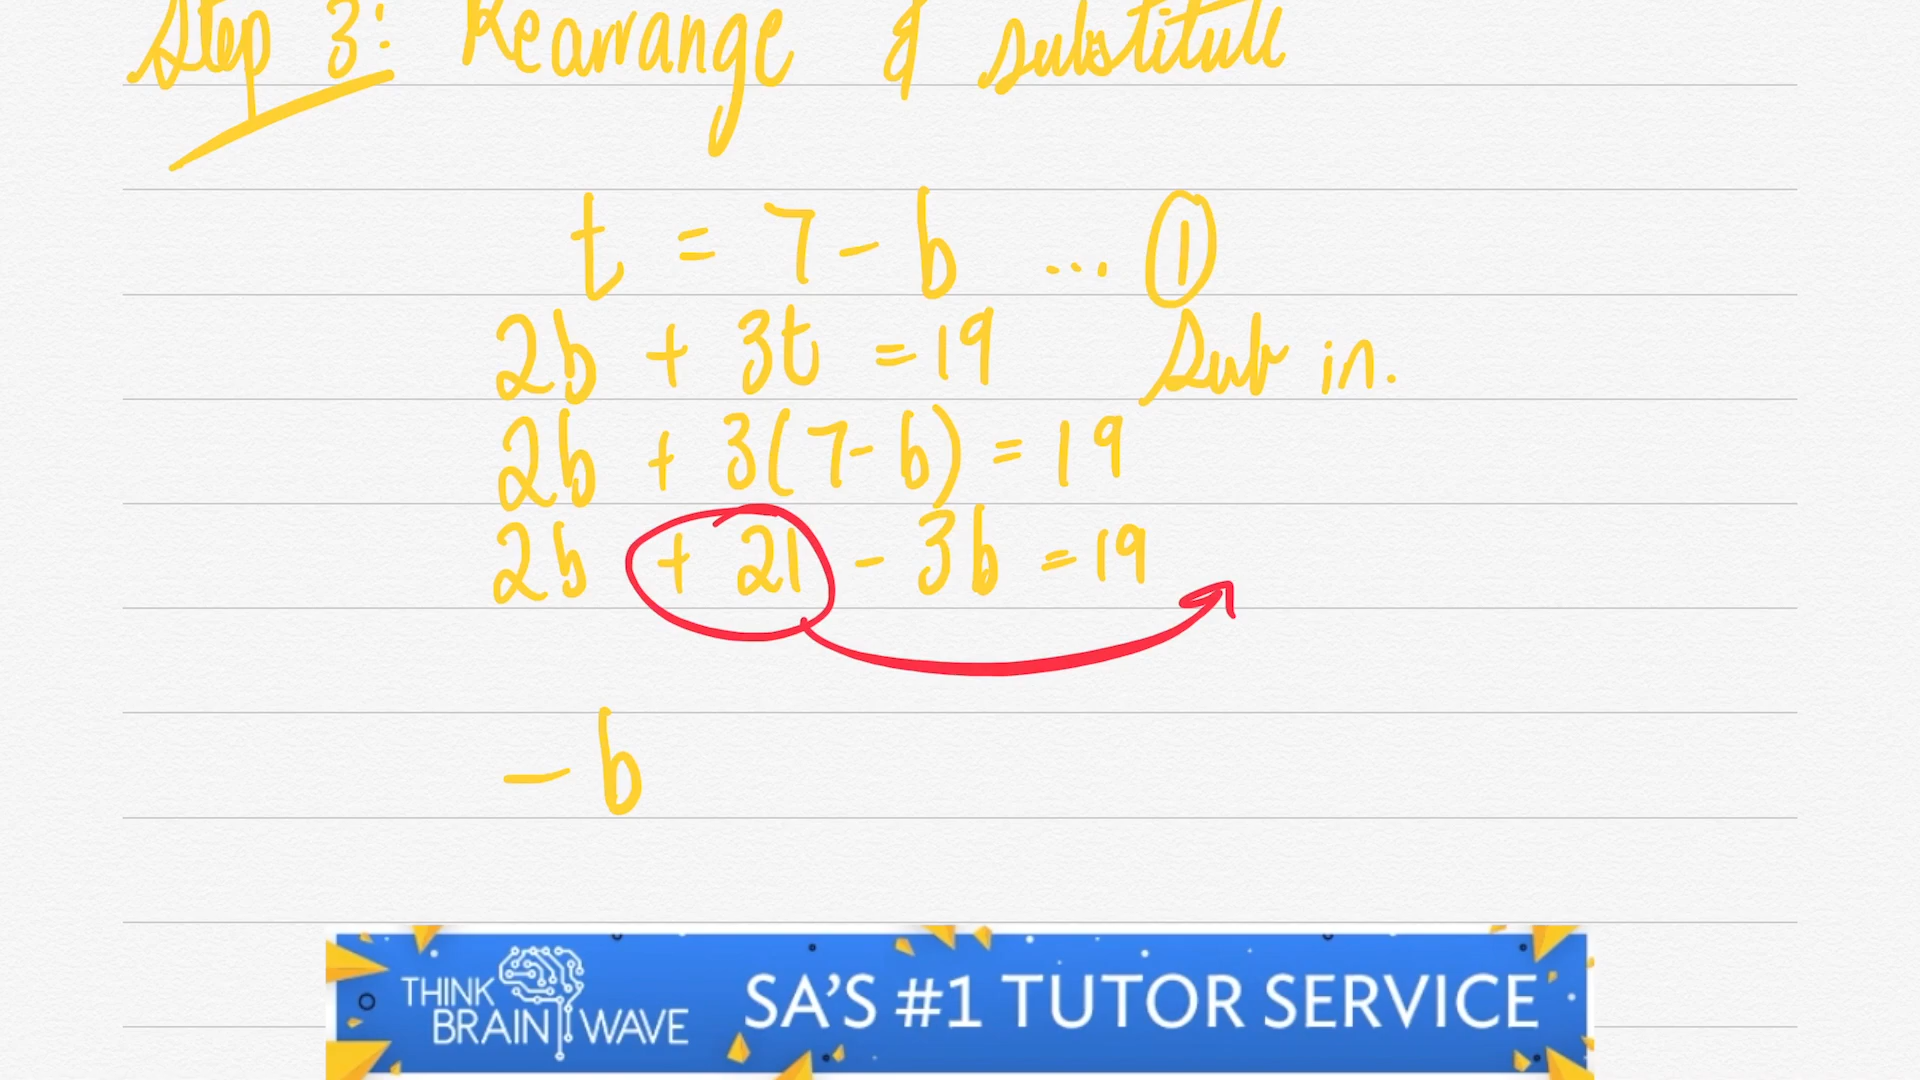 Step 3: Rearrange & substitute
t = 7 - b ... ①
2b + 3t = 19 Sub in.
2b + 3(7 - b) = 19
2b + 21 - 3b = 19
- b
THINK
BRAIN WAVE
SA'S #1 TUTOR SERVICE